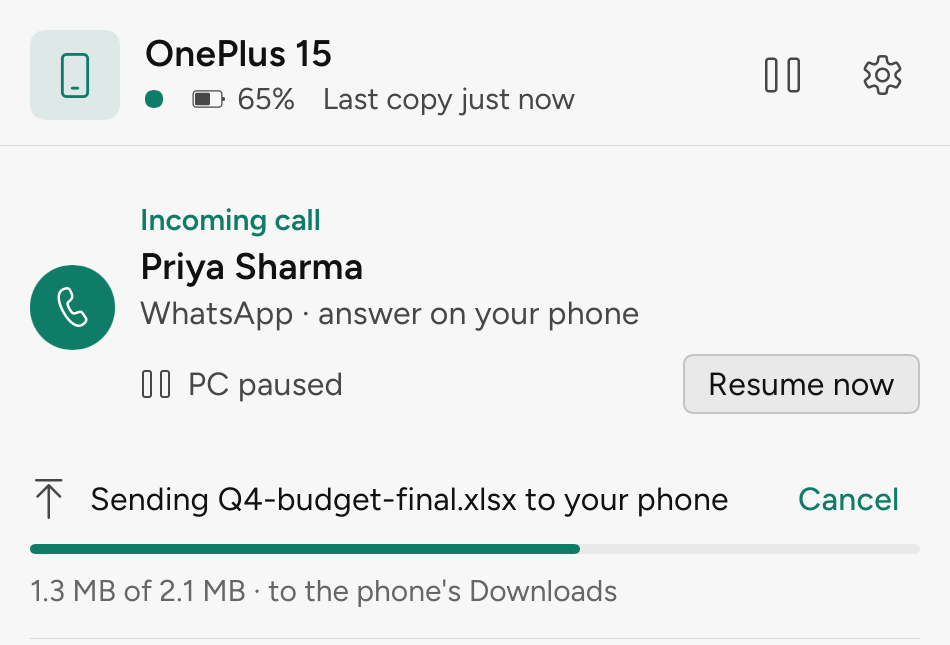 OnePlus 15
65% Last copy just now
Incoming call
Priya Sharma
WhatsApp · answer on your phone
PC paused
Resume now
Sending Q4-budget-final.xlsx to your phone
Cancel
1.3 MB of 2.1 MB · to the phone's Downloads